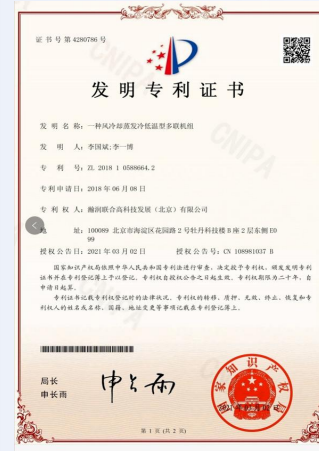 证书号第4280786号
发明专利证书
发 明 名 称：一种风冷却蒸发冷低温型多联机组
发 明 人：李国斌;李一博
专 利 号：ZL 2018 1 0588664.2
专利申请日：2018年06月08日
专 利 权 人：瀚润联合高科技发展（北京）有限公司
地 址：100089 北京市海淀区花园路2号牡丹科技楼B座2层东侧E0
99
授权公告日：2021年03月02日 授权公告号：CN 108981037 B
国家知识产权局依照中华人民共和国专利法进行审查，决定授予专利权，颁发发明专利
证书并在专利登记簿上予以登记。专利权自授权公告之日起生效。专利权期限为二十年，自
申请日起算。
专利证书记载专利权登记时的法律状况。专利权的转移、质押、无效、终止、恢复和专
利权人的姓名或名称、国籍、地址变更等事项记载在专利登记簿上。
局长
申长雨
申长雨
国家知识产权局
第 1 页 (共 2 页)
CNIPA